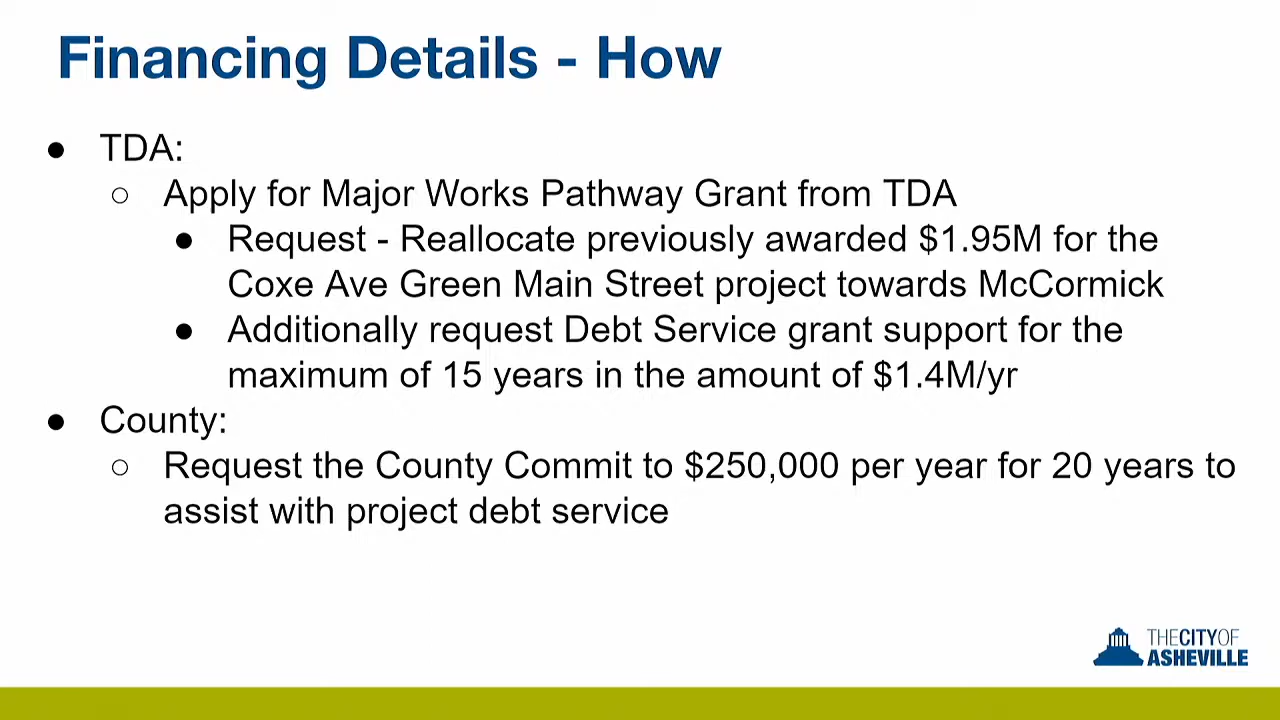 Financing Details - How
● TDA:
○ Apply for Major Works Pathway Grant from TDA
● Request - Reallocate previously awarded $1.95M for the
Coxe Ave Green Main Street project towards McCormick
● Additionally request Debt Service grant support for the
maximum of 15 years in the amount of $1.4M/yr
● County:
○ Request the County Commit to $250,000 per year for 20 years to
assist with project debt service
THE CITY OF
ASHEVILLE